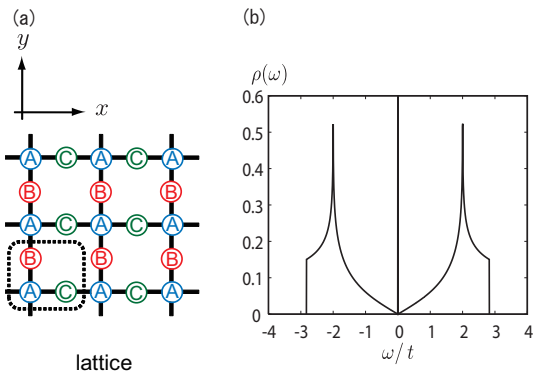 (a)
y
x
A C A C A
B B B
A C A C A
B B B
A C A C A
lattice
(b)
ρ(ω)
0.6
0.5
0.4
0.3
0.2
0.1
0
-4 -3 -2 -1 0 1 2 3 4
ω/t